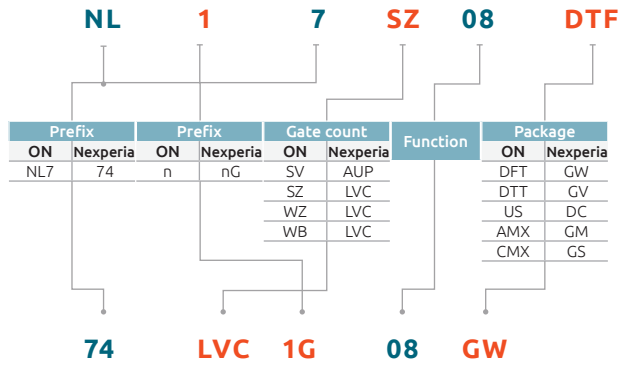 NL 1 7 SZ 08 DTF
Prefix Prefix Gate count Function Package
ON Nexperia ON Nexperia ON Nexperia ON Nexperia
NL7 74 n nG SV AUP DFT GW
SZ LVC DTT GV
WZ LVC US DC
WB LVC AMX GM
CMX GS
74 LVC 1G 08 GW